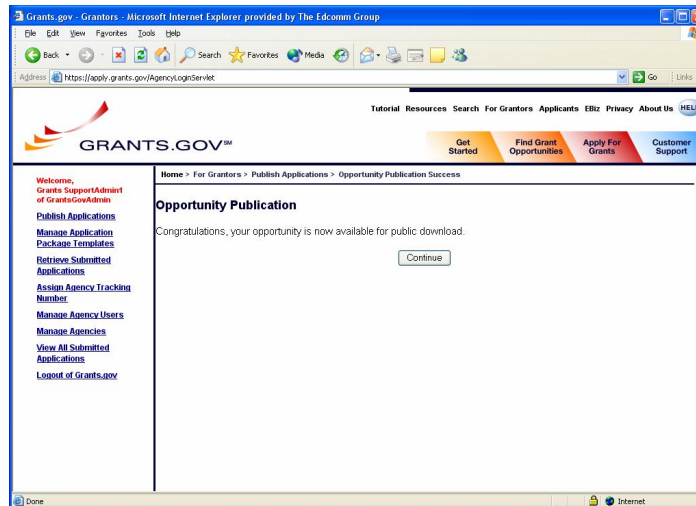 Grants.gov - Grantors - Microsoft Internet Explorer provided by The Edcomm Group
File Edit View Favorites Tools Help
Back Search Favorites Media
Address https://apply.grants.gov/AgencyLoginServlet Go Links
Tutorial Resources Search For Grantors Applicants EBiz Privacy About Us HEL
GRANTS.GOV SM
Get Started
Find Grant Opportunities
Apply For Grants
Customer Support
Home > For Grantors > Publish Applications > Opportunity Publication Success
Welcome,
Grants SupportAdmin1
of GrantsGovAdmin
Publish Applications
Manage Application
Package Templates
Retrieve Submitted
Applications
Assign Agency Tracking
Number
Manage Agency Users
Manage Agencies
View All Submitted
Applications
Logout of Grants.gov
Opportunity Publication
Congratulations, your opportunity is now available for public download.
Continue
Done Internet